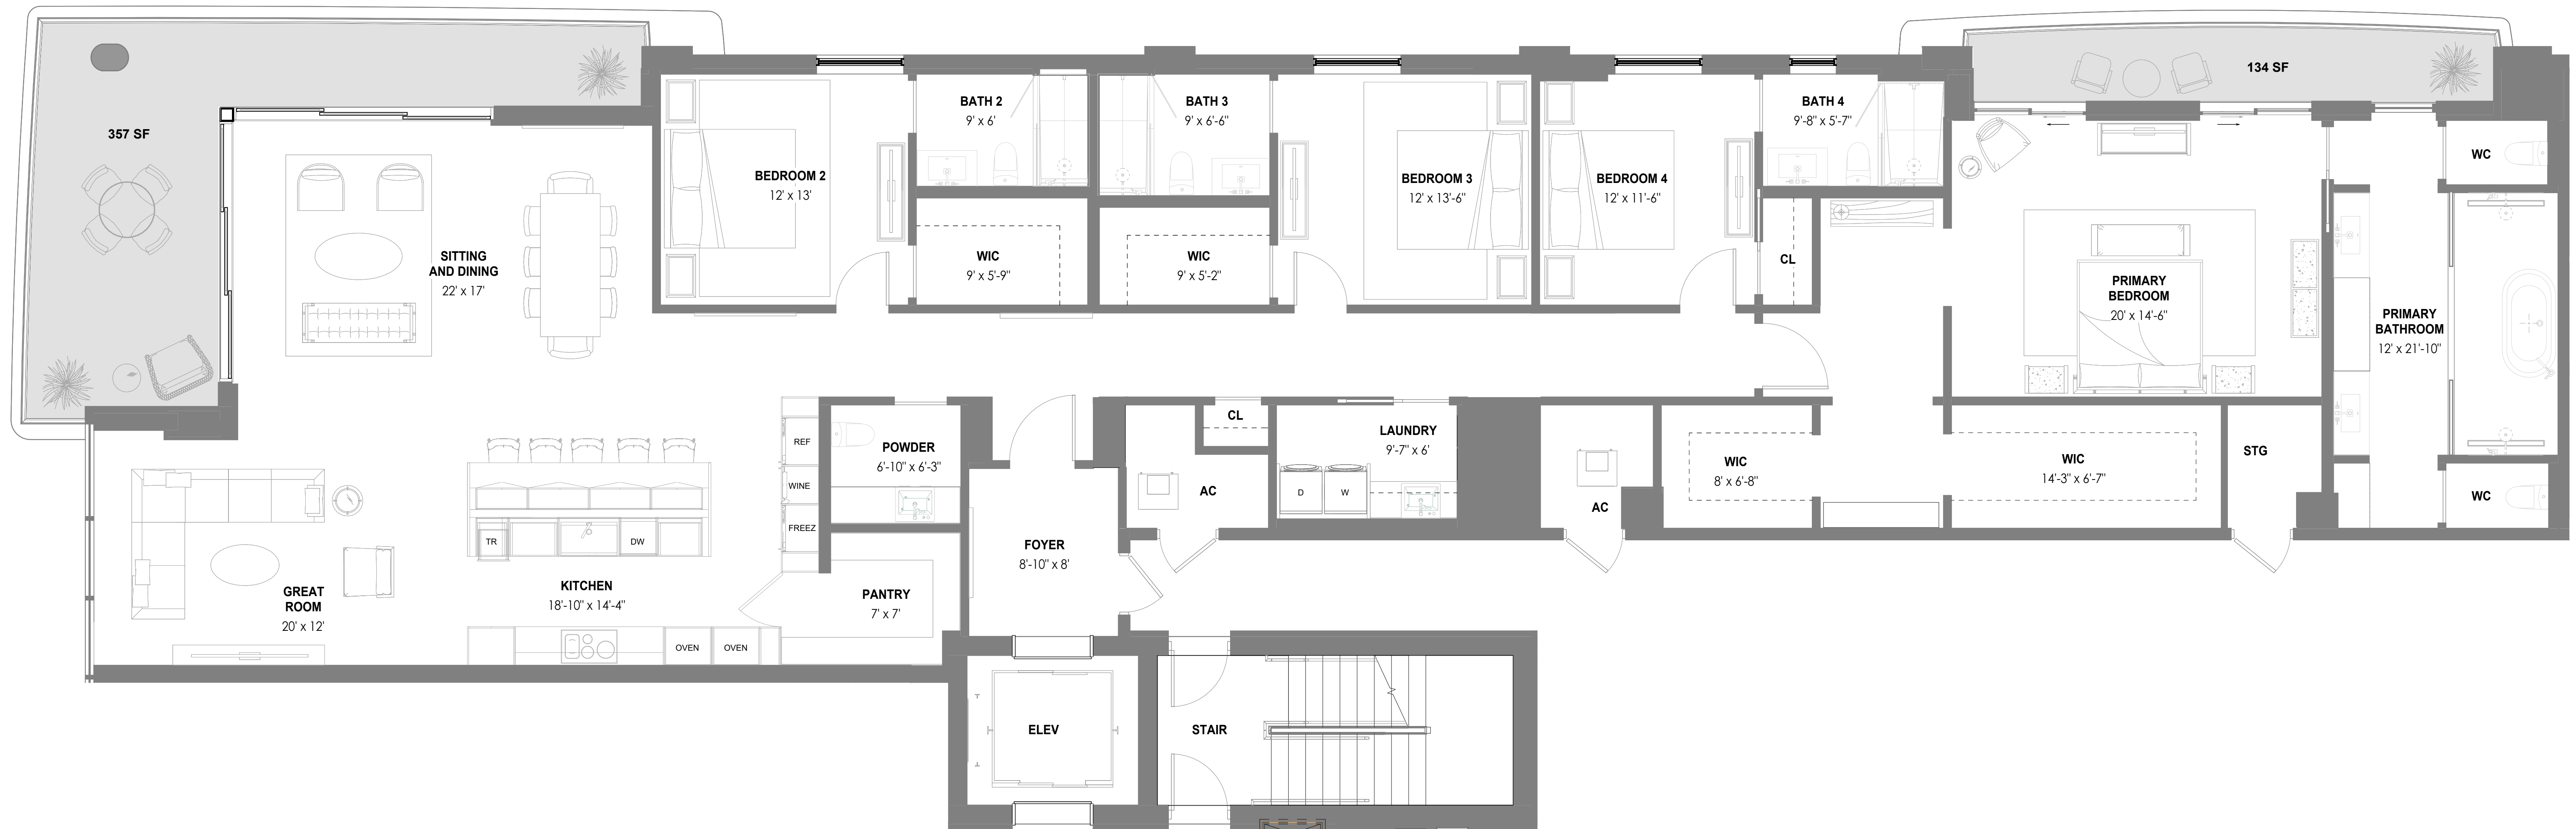 357 SF
134 SF
SITTING
AND DINING
22' x 17'
BEDROOM 2
12' x 13'
BATH 2
9' x 6'
WIC
9' x 5'-9"
BATH 3
9' x 6'-6"
WIC
9' x 5'-2"
BEDROOM 3
12' x 13'-6"
BEDROOM 4
12' x 11'-6"
BATH 4
9'-8" x 5'-7"
CL
PRIMARY
BEDROOM
20' x 14'-6"
PRIMARY
BATHROOM
12' x 21'-10"
WC
WC
GREAT
ROOM
20' x 12'
KITCHEN
18'-10" x 14'-4"
TR
DW
OVEN
OVEN
REF
WINE
FREEZ
POWDER
6'-10" x 6'-3"
PANTRY
7' x 7'
FOYER
8'-10" x 8'
CL
AC
LAUNDRY
9'-7" x 6'
D
W
AC
WIC
8' x 6'-8"
WIC
14'-3" x 6'-7"
STG
ELEV
STAIR